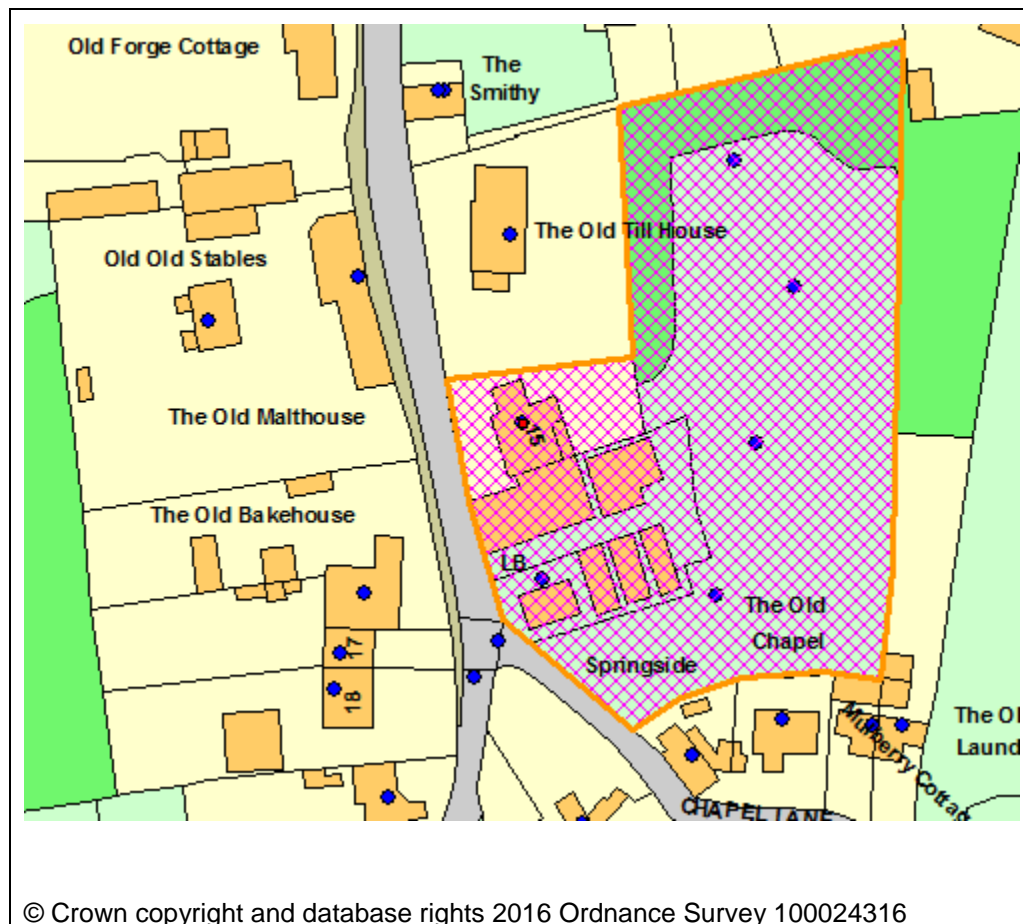 Old Forge Cottage
The
Smithy
The Old Till House
Old Old Stables
15
The Old Malthouse
The Old Bakehouse
LB
17
18
The Old
Chapel
Springside
Mulberry Cottag
The Ol
Laund
CHAPEL LANE
© Crown copyright and database rights 2016 Ordnance Survey 100024316